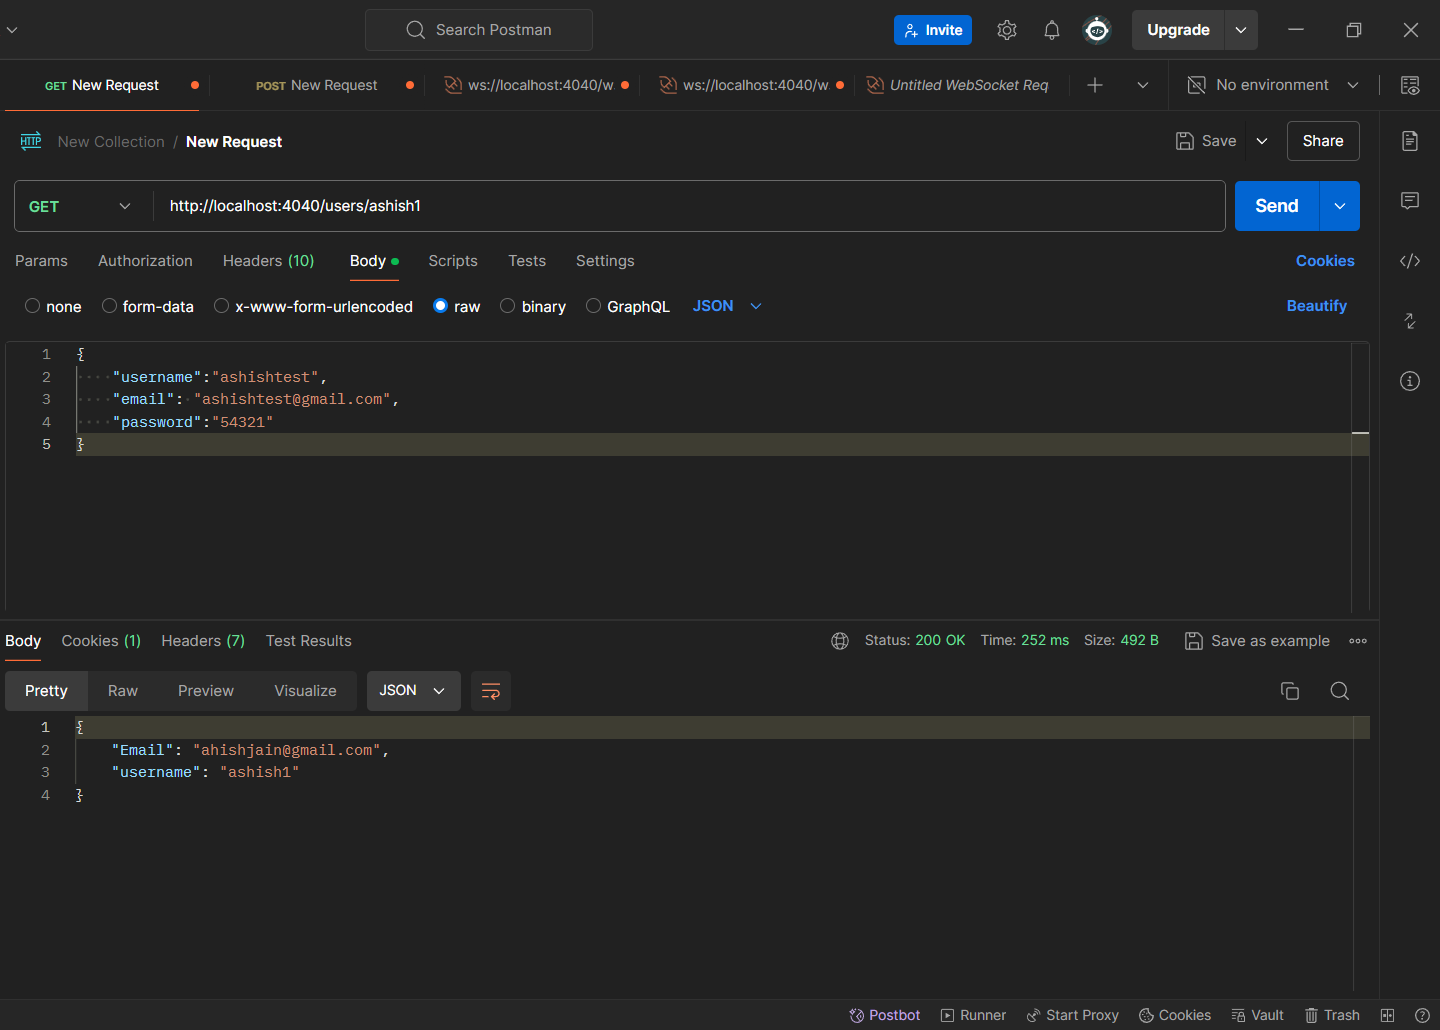 Search Postman
Invite
Upgrade
GET New Request
POST New Request
ws://localhost:4040/w
ws://localhost:4040/w
Untitled WebSocket Req
No environment
HTTP New Collection / New Request
Save
Share
GET http://localhost:4040/users/ashish1
Send
Params Authorization Headers (10) Body Scripts Tests Settings
Cookies
none form-data x-www-form-urlencoded raw binary GraphQL JSON
Beautify
1 {
2 "username":"ashishtest",
3 "email": "ashishtest@gmail.com",
4 "password":"54321"
5 }
Body Cookies (1) Headers (7) Test Results
Status: 200 OK Time: 252 ms Size: 492 B Save as example
Pretty Raw Preview Visualize JSON
1 {
2 "Email": "ahishjain@gmail.com",
3 "username": "ashish1"
4 }
Postbot Runner Start Proxy Cookies Vault Trash